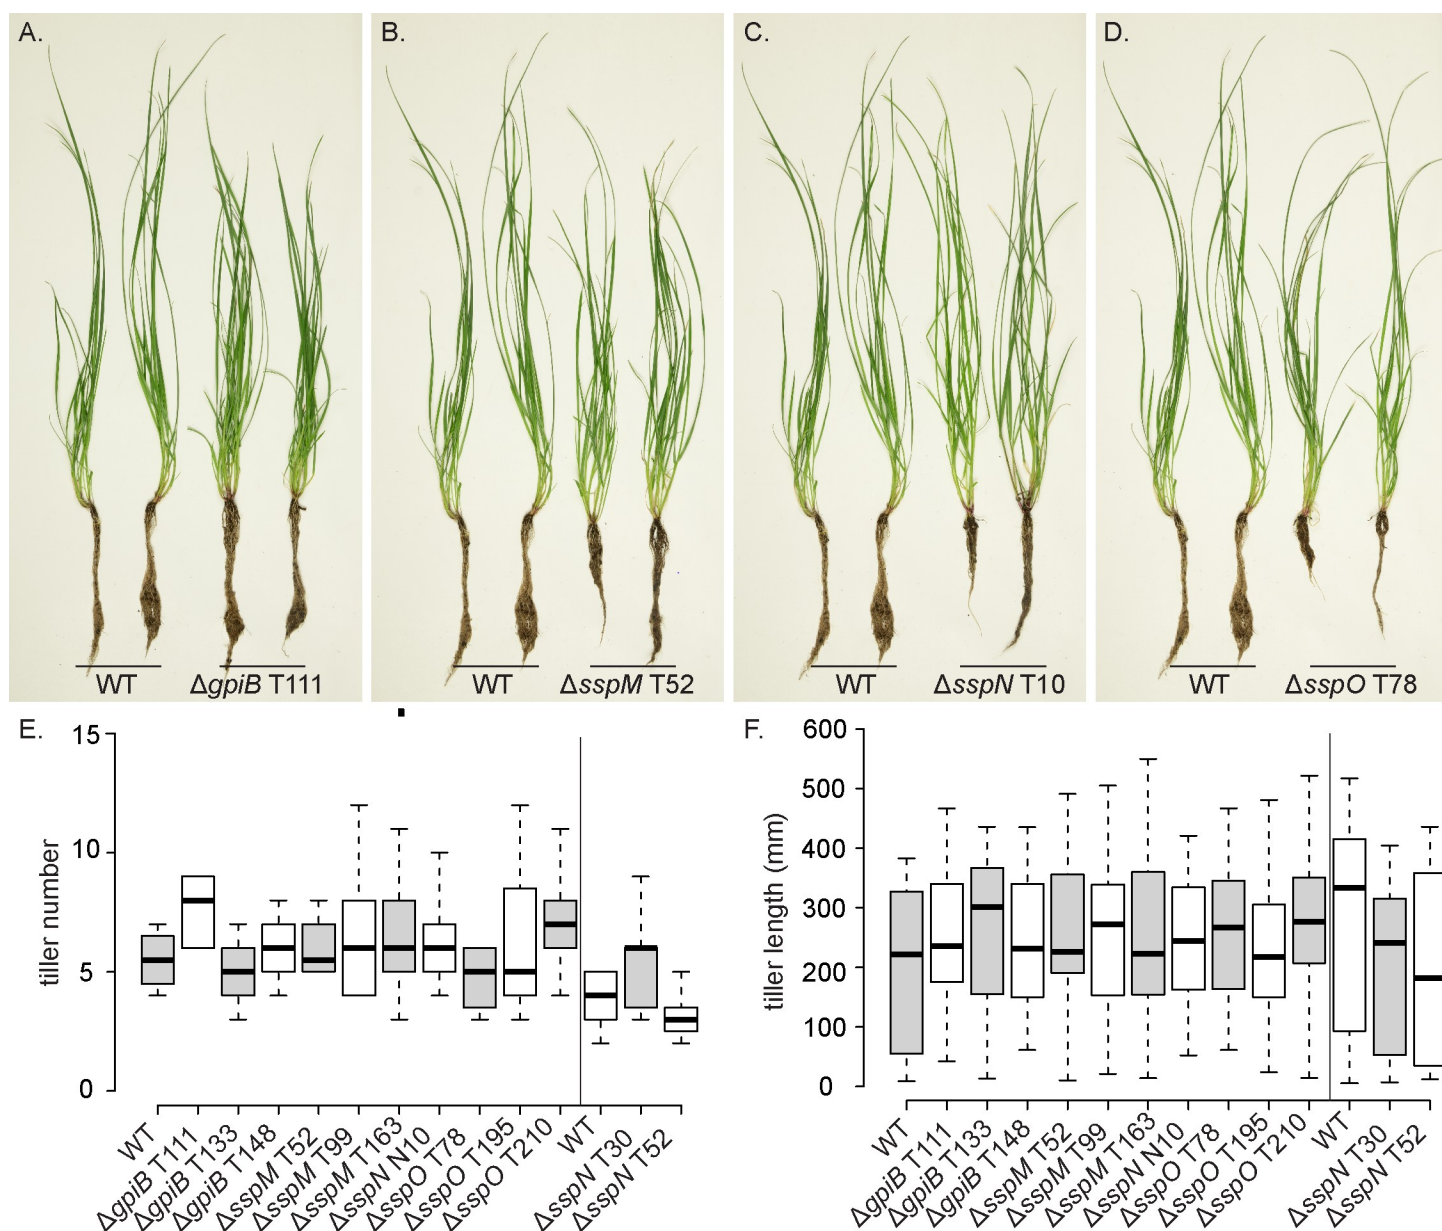 A.
B.
C.
D.
WT ΔgpiB T111
WT ΔsspM T52
WT ΔsspN T10
WT ΔsspO T78
E.
tiller number
15
10
5
0
WT
ΔgpiB T111
ΔgpiB T133
ΔgpiB T148
ΔsspM T52
ΔsspM T99
ΔsspM T163
ΔsspN N10
ΔsspO T78
ΔsspO T195
ΔsspO T210
WT
ΔsspN T30
ΔsspN T52
F.
tiller length (mm)
600
500
400
300
200
100
0
WT
ΔgpiB T111
ΔgpiB T133
ΔgpiB T148
ΔsspM T52
ΔsspM T99
ΔsspM T163
ΔsspN N10
ΔsspO T78
ΔsspO T195
ΔsspO T210
WT
ΔsspN T30
ΔsspN T52